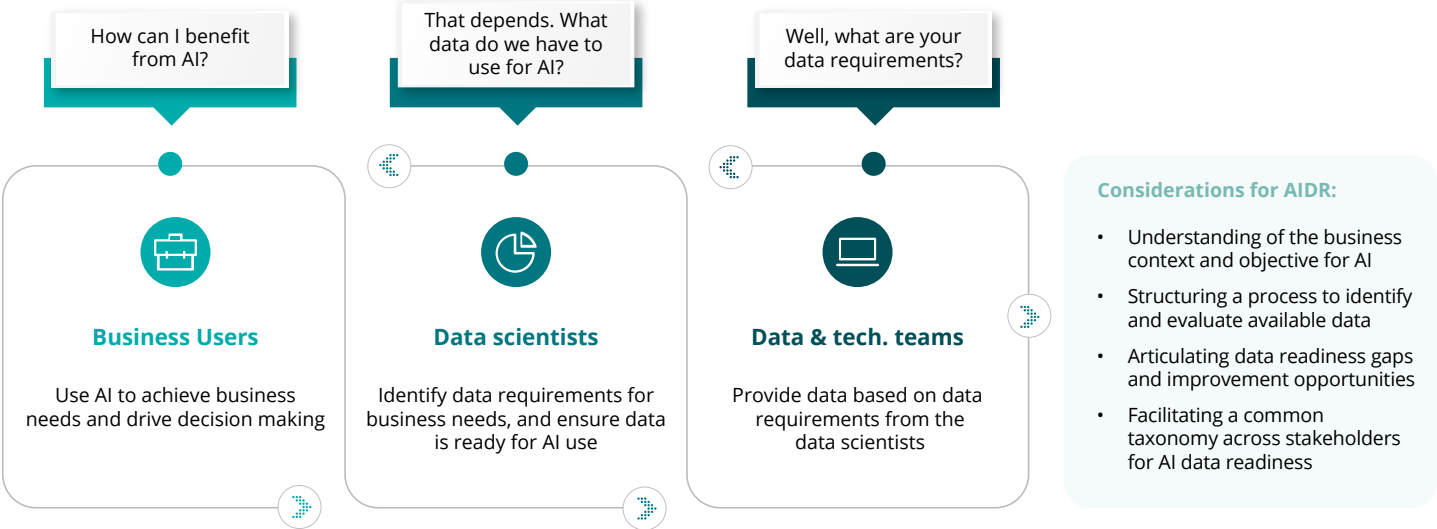 How can I benefit
from AI?
That depends. What
data do we have to
use for AI?
Well, what are your
data requirements?
Business Users
Use AI to achieve business
needs and drive decision making
Data scientists
Identify data requirements for
business needs, and ensure data
is ready for AI use
Data & tech. teams
Provide data based on data
requirements from the
data scientists
Considerations for AIDR:
• Understanding of the business
context and objective for AI
• Structuring a process to identify
and evaluate available data
• Articulating data readiness gaps
and improvement opportunities
• Facilitating a common
taxonomy across stakeholders
for AI data readiness